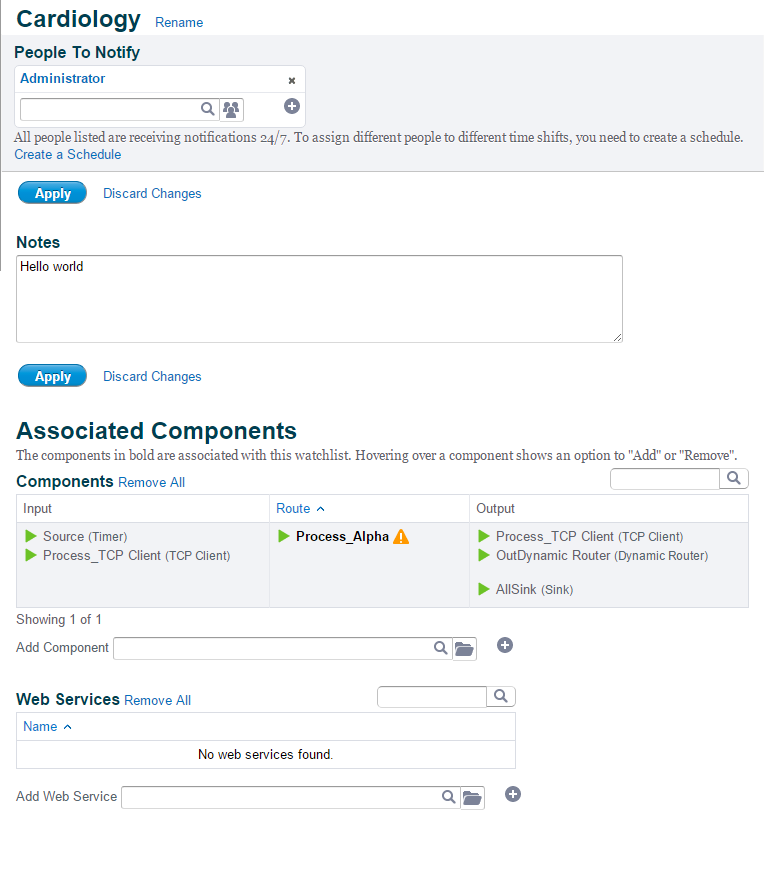 Cardiology Rename
People To Notify
Administrator
All people listed are receiving notifications 24/7. To assign different people to different time shifts, you need to create a schedule.
Create a Schedule
Apply Discard Changes
Notes
Hello world
Apply Discard Changes
Associated Components
The components in bold are associated with this watchlist. Hovering over a component shows an option to "Add" or "Remove".
Components Remove All
Input Route Output
Source (Timer) Process_Alpha Process_TCP Client (TCP Client)
Process_TCP Client (TCP Client) OutDynamic Router (Dynamic Router)
AllSink (Sink)
Showing 1 of 1
Add Component
Web Services Remove All
Name
No web services found.
Add Web Service